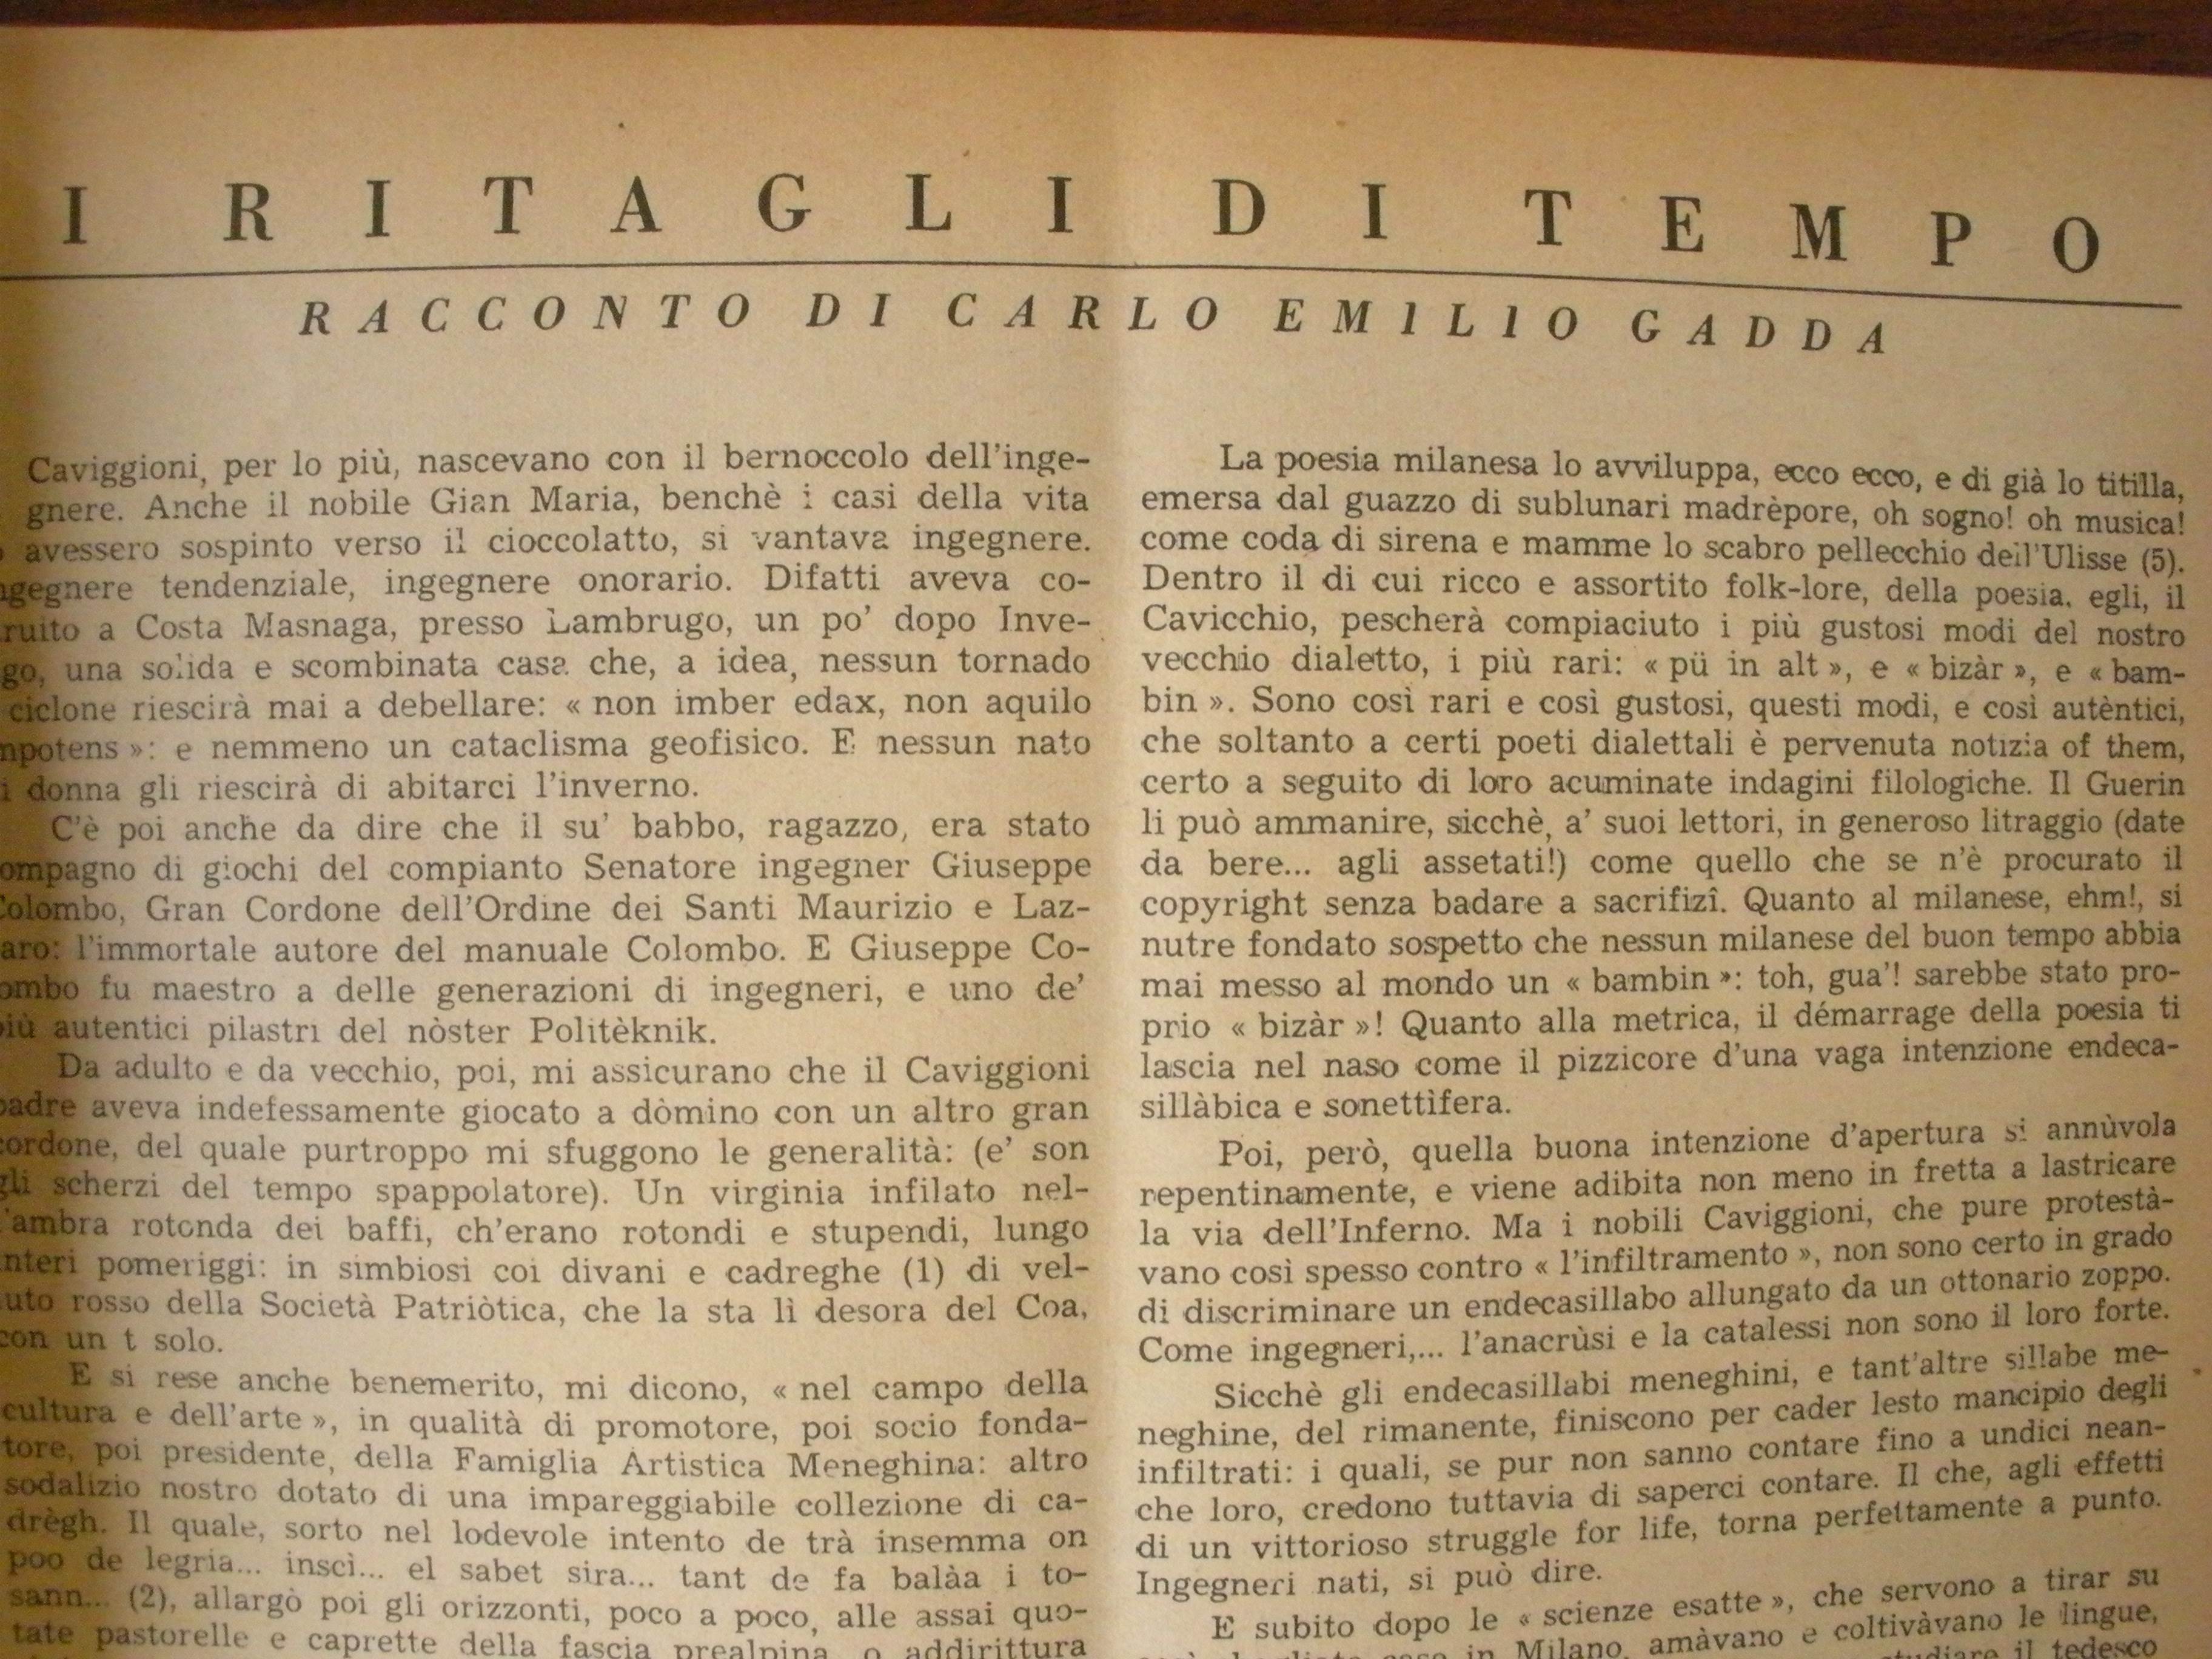 I RITAGLI DI TEMPO
RACCONTO DI CARLO EMILIO GADDA
Caviggioni, per lo più, nascevano con il bernoccolo dell'inge-
gnere. Anche il nobile Gian Maria, benchè i casi della vita
avessero sospinto verso il cioccolatto, si vantava ingegnere.
gegnere tendenziale, ingegnere onorario. Difatti aveva co-
ruito a Costa Masnaga, presso Lambrugo, un po' dopo Inve-
go, una solida e scombinata casa che, a idea, nessun tornado
ciclone riescirà mai a debellare: « non imber edax, non aquilo
mpotens »: e nemmeno un cataclisma geofisico. E nessun nato
i donna gli riescirà di abitarci l'inverno.
C'è poi anche da dire che il su' babbo, ragazzo, era stato
ompagno di giochi del compianto Senatore ingegner Giuseppe
Colombo, Gran Cordone dell'Ordine dei Santi Maurizio e Laz-
aro: l'immortale autore del manuale Colombo. E Giuseppe Co-
ombo fu maestro a delle generazioni di ingegneri, e uno de'
iù autentici pilastri del nòster Politèknik.
Da adulto e da vecchio, poi, mi assicurano che il Caviggioni
padre aveva indefessamente giocato a dòmino con un altro gran
cordone, del quale purtroppo mi sfuggono le generalità: (e' son
gli scherzi del tempo spappolatore). Un virginia infilato nel-
l'ambra rotonda dei baffi, ch'erano rotondi e stupendi, lungo
nteri pomeriggi: in simbiosi coi divani e cadreghe (1) di vel-
uto rosso della Società Patriòtica, che la sta lì desora del Coa,
con un t solo.
E si rese anche benemerito, mi dicono, « nel campo della
cultura e dell'arte », in qualità di promotore, poi socio fonda-
tore, poi presidente, della Famiglia Artistica Meneghina: altro
sodalizio nostro dotato di una impareggiabile collezione di ca-
drègh. Il quale, sorto nel lodevole intento de trà insemma on
poo de legria... inscì... el sabet sira... tant de fa balàa i to-
sann... (2), allargò poi gli orizzonti, poco a poco, alle assai quo-
tate pastorelle e caprette della fascia prealpina, o addirittura
La poesia milanesa lo avviluppa, ecco ecco, e di già lo titilla,
emersa dal guazzo di sublunari madrèpore, oh sogno! oh musica!
come coda di sirena e mamme lo scabro pellecchio dell'Ulisse (5).
Dentro il di cui ricco e assortito folk-lore, della poesia, egli, il
Cavicchio, pescherà compiaciuto i più gustosi modi del nostro
vecchio dialetto, i più rari: « pü in alt », e « bizàr », e « bam-
bin ». Sono così rari e così gustosi, questi modi, e così autèntici,
che soltanto a certi poeti dialettali è pervenuta notizia of them,
certo a seguito di loro acuminate indagini filologiche. Il Guerin
li può ammanire, sicchè, a' suoi lettori, in generoso litraggio (date
da bere... agli assetati!) come quello che se n'è procurato il
copyright senza badare a sacrifizî. Quanto al milanese, ehm!, si
nutre fondato sospetto che nessun milanese del buon tempo abbia
mai messo al mondo un « bambin »: toh, gua'! sarebbe stato pro-
prio « bizàr »! Quanto alla metrica, il démarrage della poesia ti
lascia nel naso come il pizzicore d'una vaga intenzione endeca-
sillàbica e sonettìfera.
Poi, però, quella buona intenzione d'apertura si annùvola
repentinamente, e viene adibita non meno in fretta a lastricare
la via dell'Inferno. Ma i nobili Caviggioni, che pure protestà-
vano così spesso contro « l'infiltramento », non sono certo in grado
di discriminare un endecasillabo allungato da un ottonario zoppo.
Come ingegneri,... l'anacrùsi e la catalessi non sono il loro forte.
Sicchè gli endecasillabi meneghini, e tant'altre sillabe me-
neghine, del rimanente, finiscono per cader lesto mancipio degli
infiltrati: i quali, se pur non sanno contare fino a undici nean-
che loro, credono tuttavia di saperci contare. Il che, agli effetti
di un vittorioso struggle for life, torna perfettamente a punto.
Ingegneri nati, si può dire.
E subito dopo le « scienze esatte », che servono a tirar su
case in Milano, amàvano e coltivàvano le lingue,
studiare il tedesco